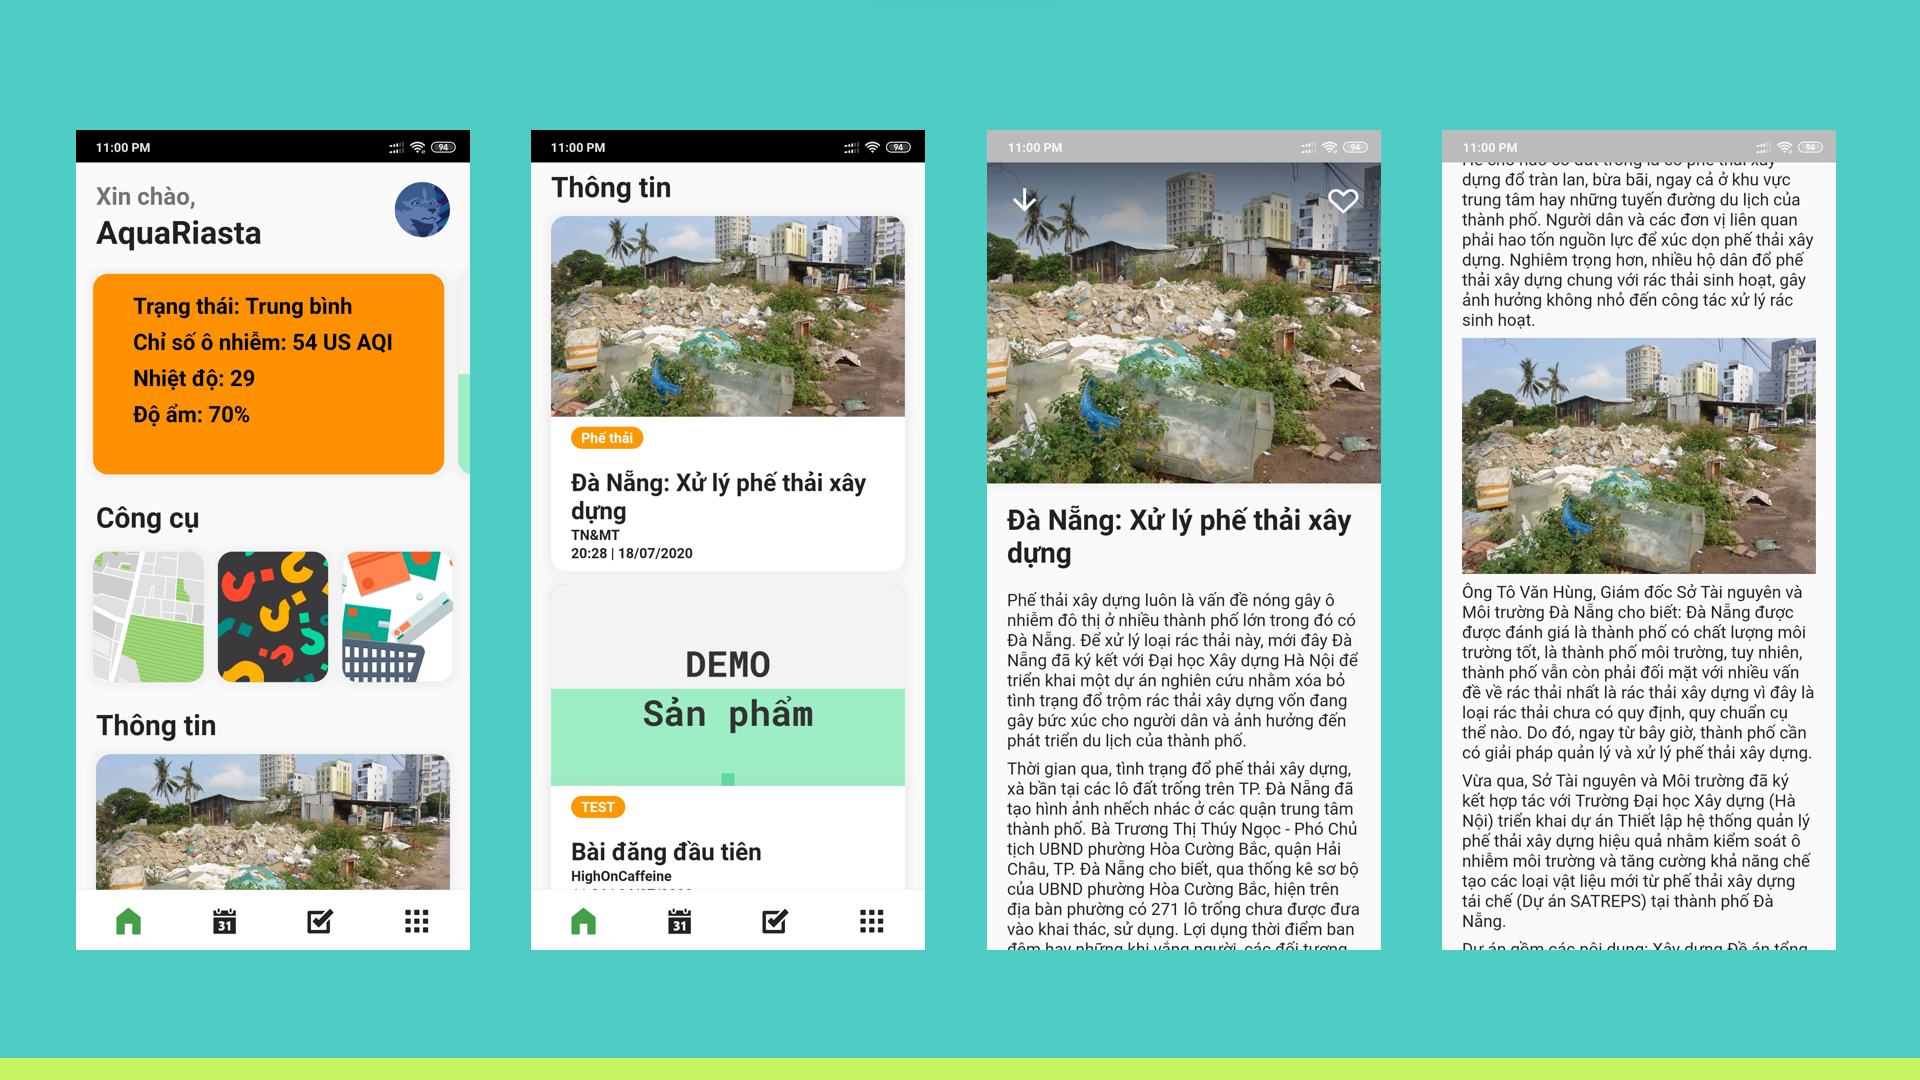 11:00 PM
94
Xin chào,
AquaRiasta
Trạng thái: Trung bình
Chỉ số ô nhiễm: 54 US AQI
Nhiệt độ: 29
Độ ẩm: 70%
Công cụ
Thông tin
31
11:00 PM
94
Thông tin
Phế thải
Đà Nẵng: Xử lý phế thải xây
dựng
TN&MT
20:28 | 18/07/2020
DEMO
Sản phẩm
TEST
Bài đăng đầu tiên
HighOnCaffeine
31
11:00 PM
94
Đà Nẵng: Xử lý phế thải xây
dựng
Phế thải xây dựng luôn là vấn đề nóng gây ô
nhiễm đô thị ở nhiều thành phố lớn trong đó có
Đà Nẵng. Để xử lý loại rác thải này, mới đây Đà
Nẵng đã ký kết với Đại học Xây dựng Hà Nội để
triển khai một dự án nghiên cứu nhằm xóa bỏ
tình trạng đổ trộm rác thải xây dựng vốn đang
gây bức xúc cho người dân và ảnh hưởng đến
phát triển du lịch của thành phố.
Thời gian qua, tình trạng đổ phế thải xây dựng,
xà bần tại các lô đất trống trên TP. Đà Nẵng đã
tạo hình ảnh nhếch nhác ở các quận trung tâm
thành phố. Bà Trương Thị Thúy Ngọc - Phó Chủ
tịch UBND phường Hòa Cường Bắc, quận Hải
Châu, TP. Đà Nẵng cho biết, qua thống kê sơ bộ
của UBND phường Hòa Cường Bắc, hiện trên
địa bàn phường có 271 lô trống chưa được đưa
vào khai thác, sử dụng. Lợi dụng thời điểm ban
đêm hay những khi vắng người, các đối tượng
11:00 PM
94
dựng đổ tràn lan, bừa bãi, ngay cả ở khu vực
trung tâm hay những tuyến đường du lịch của
thành phố. Người dân và các đơn vị liên quan
phải hao tốn nguồn lực để xúc dọn phế thải xây
dựng. Nghiêm trọng hơn, nhiều hộ dân đổ phế
thải xây dựng chung với rác thải sinh hoạt, gây
ảnh hưởng không nhỏ đến công tác xử lý rác
sinh hoạt.
Ông Tô Văn Hùng, Giám đốc Sở Tài nguyên và
Môi trường Đà Nẵng cho biết: Đà Nẵng được
được đánh giá là thành phố có chất lượng môi
trường tốt, là thành phố môi trường, tuy nhiên,
thành phố vẫn còn phải đối mặt với nhiều vấn
đề về rác thải nhất là rác thải xây dựng vì đây là
loại rác thải chưa có quy định, quy chuẩn cụ
thể nào. Do đó, ngay từ bây giờ, thành phố cần
có giải pháp quản lý và xử lý phế thải xây dựng.
Vừa qua, Sở Tài nguyên và Môi trường đã ký
kết hợp tác với Trường Đại học Xây dựng (Hà
Nội) triển khai dự án Thiết lập hệ thống quản lý
phế thải xây dựng hiệu quả nhằm kiểm soát ô
nhiễm môi trường và tăng cường khả năng chế
tạo các loại vật liệu mới từ phế thải xây dựng
tái chế (Dự án SATREPS) tại thành phố Đà
Nẵng.
Dự án gồm các nội dung: Xây dựng Đề án tổng